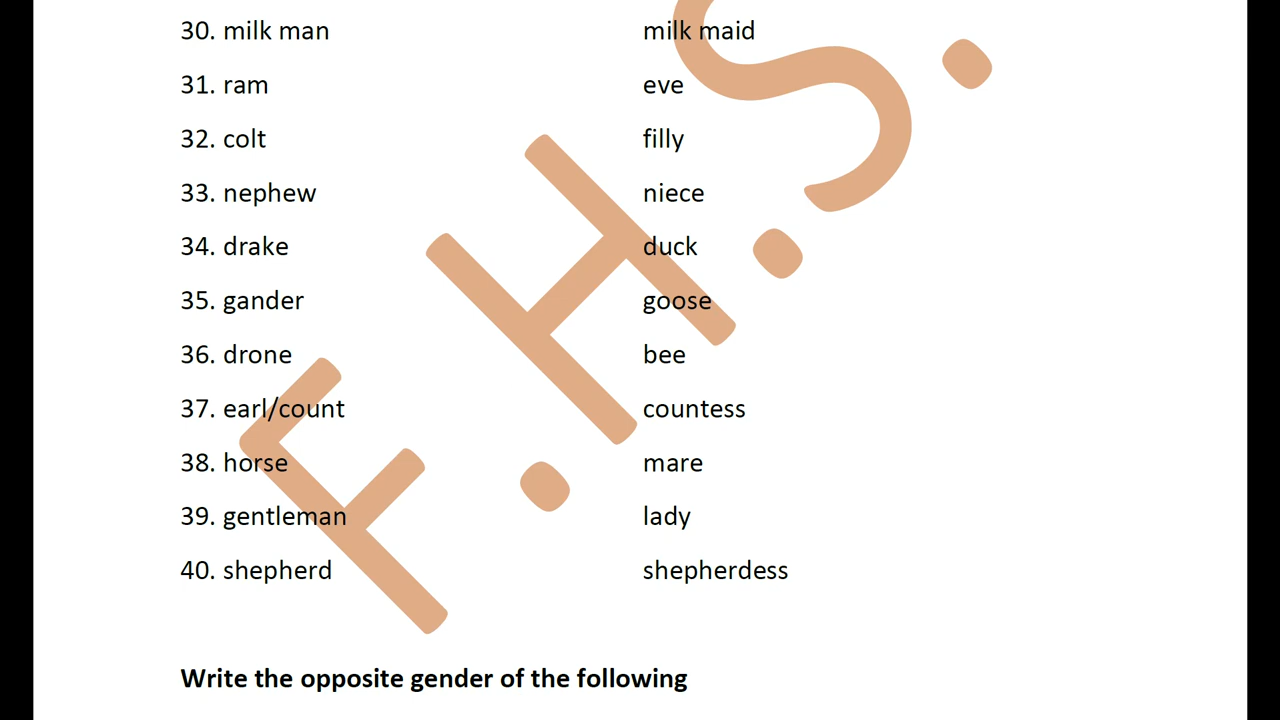 30. milk man milk maid
31. ram eve
32. colt filly
33. nephew niece
34. drake duck
35. gander goose
36. drone bee
37. earl/count countess
38. horse mare
39. gentleman lady
40. shepherd shepherdess
F.H.S.
Write the opposite gender of the following